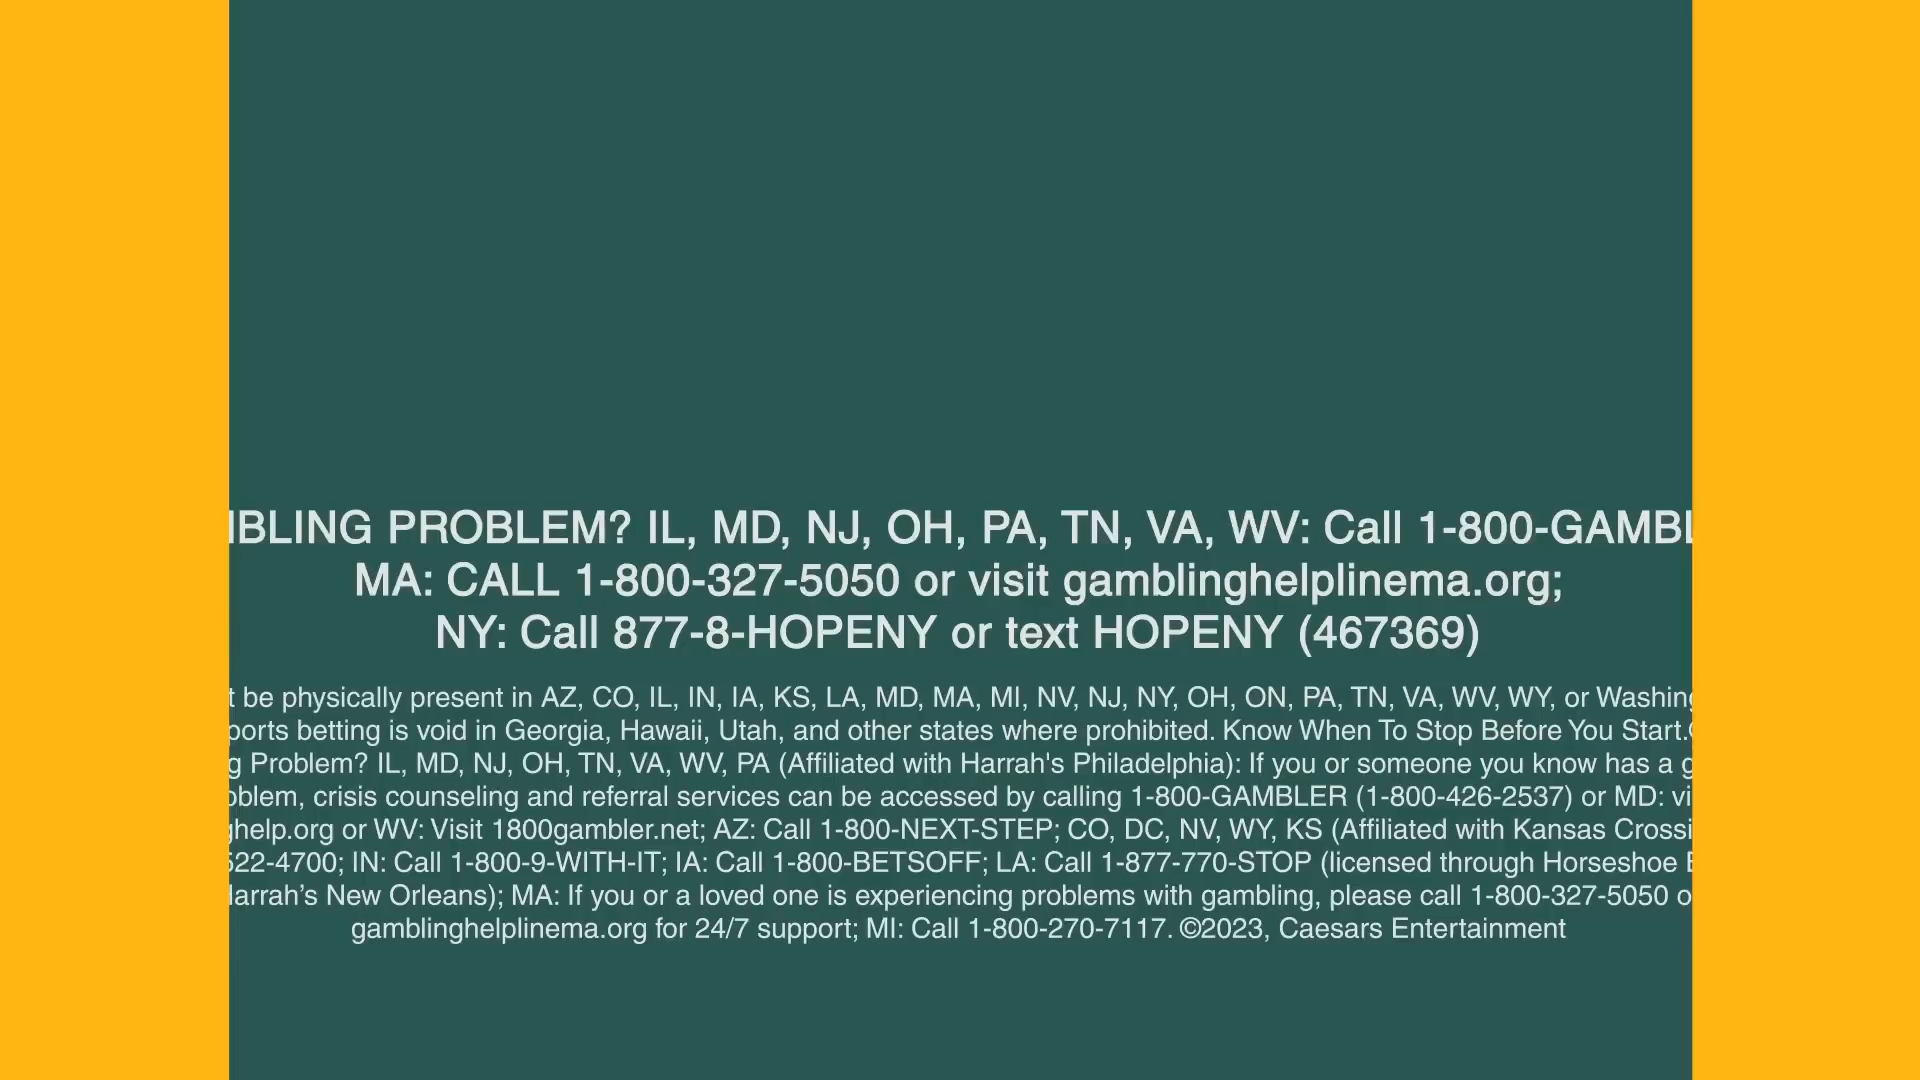 BLING PROBLEM? IL, MD, NJ, OH, PA, TN, VA, WV: Call 1-800-GAMBL
MA: CALL 1-800-327-5050 or visit gamblinghelplinema.org;
NY: Call 877-8-HOPENY or text HOPENY (467369)
t be physically present in AZ, CO, IL, IN, IA, KS, LA, MD, MA, MI, NV, NJ, NY, OH, ON, PA, TN, VA, WV, WY, or Washing
ports betting is void in Georgia, Hawaii, Utah, and other states where prohibited. Know When To Stop Before You Start.
g Problem? IL, MD, NJ, OH, TN, VA, WV, PA (Affiliated with Harrah's Philadelphia): If you or someone you know has a g
oblem, crisis counseling and referral services can be accessed by calling 1-800-GAMBLER (1-800-426-2537) or MD: vi
ghelp.org or WV: Visit 1800gambler.net; AZ: Call 1-800-NEXT-STEP; CO, DC, NV, WY, KS (Affiliated with Kansas Crossi
522-4700; IN: Call 1-800-9-WITH-IT; IA: Call 1-800-BETSOFF; LA: Call 1-877-770-STOP (licensed through Horseshoe
arrah’s New Orleans); MA: If you or a loved one is experiencing problems with gambling, please call 1-800-327-5050 o
gamblinghelplinema.org for 24/7 support; MI: Call 1-800-270-7117. ©2023, Caesars Entertainment